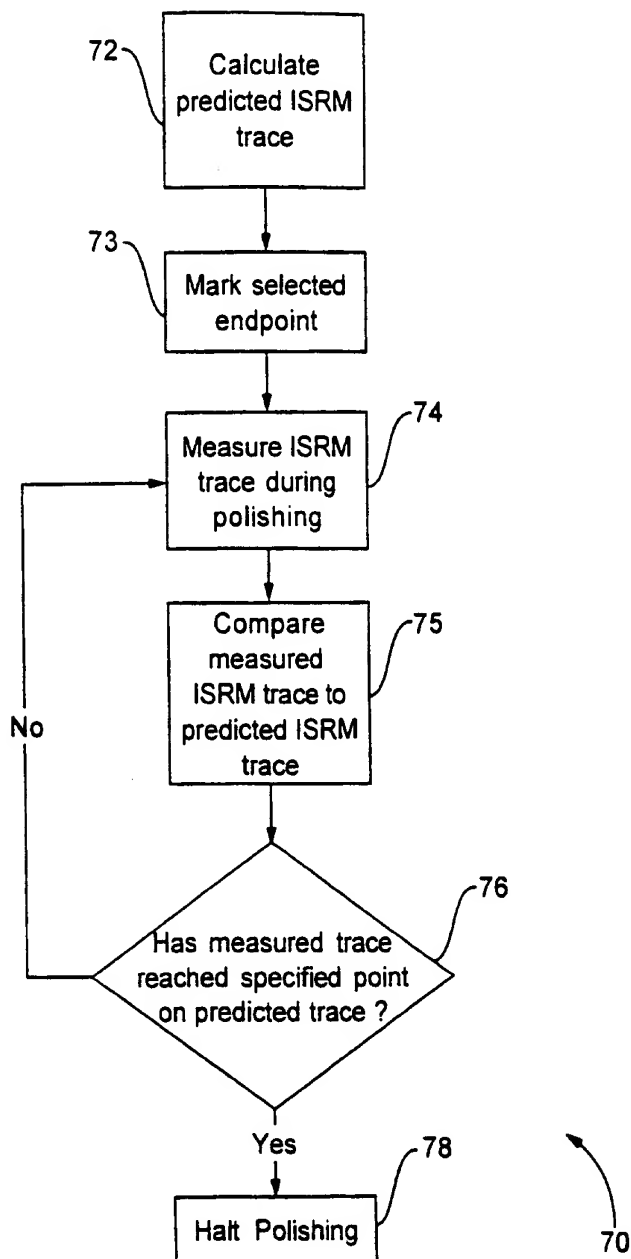 72
Calculate
predicted ISRM
trace
73
Mark selected
endpoint
74
Measure ISRM
trace during
polishing
75
Compare
measured
ISRM trace to
predicted ISRM
trace
No
76
Has measured trace
reached specified point
on predicted trace ?
Yes
78
Halt Polishing
70